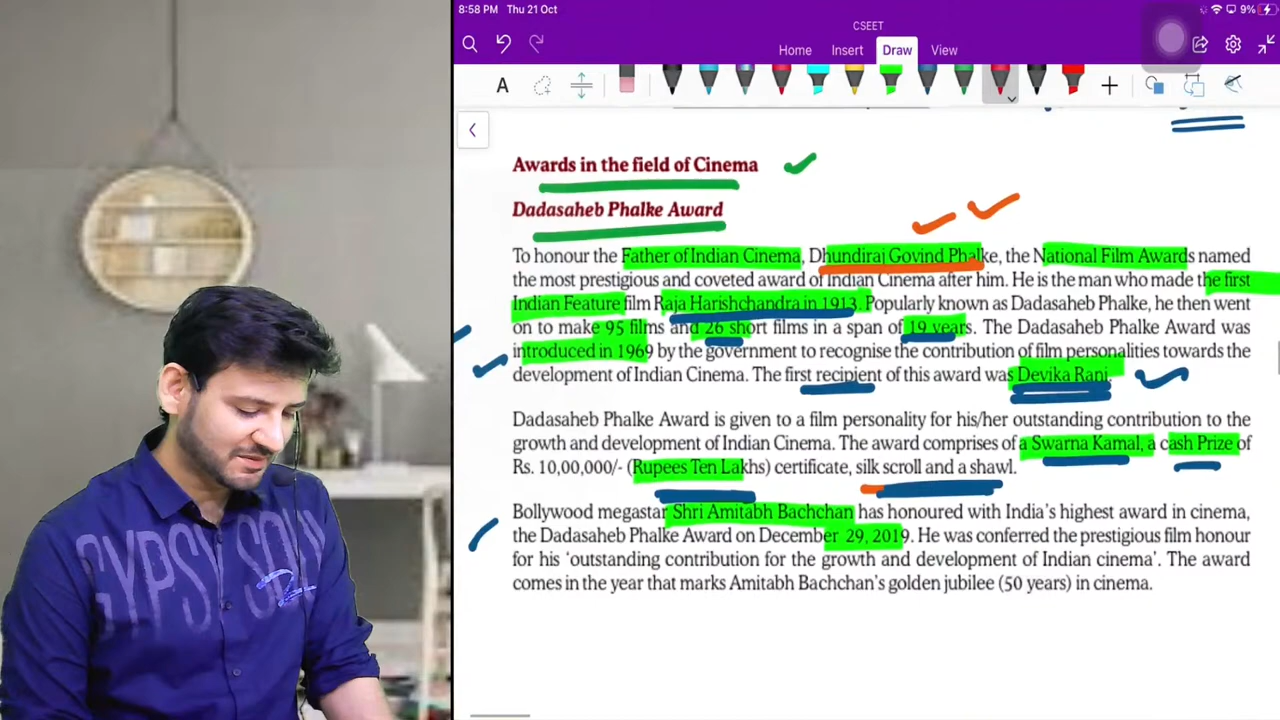 8:58 PM Thu 21 Oct
9%
CSEET
Home Insert Draw View
A
Awards in the field of Cinema
Dadasaheb Phalke Award
To honour the Father of Indian Cinema, Dhundiraj Govind Phalke, the National Film Awards named
the most prestigious and coveted award of Indian Cinema after him. He is the man who made the first
Indian Feature film Raja Harishchandra in 1913. Popularly known as Dadasaheb Phalke, he then went
on to make 95 films and 26 short films in a span of 19 years. The Dadasaheb Phalke Award was
introduced in 1969 by the government to recognise the contribution of film personalities towards the
development of Indian Cinema. The first recipient of this award was Devika Rani.
Dadasaheb Phalke Award is given to a film personality for his/her outstanding contribution to the
growth and development of Indian Cinema. The award comprises of a Swarna Kamal, a cash Prize of
Rs. 10,00,000/- (Rupees Ten Lakhs) certificate, silk scroll and a shawl.
Bollywood megastar Shri Amitabh Bachchan has honoured with India's highest award in cinema,
the Dadasaheb Phalke Award on December 29, 2019. He was conferred the prestigious film honour
for his 'outstanding contribution for the growth and development of Indian cinema'. The award
comes in the year that marks Amitabh Bachchan's golden jubilee (50 years) in cinema.
GYPSY SOU